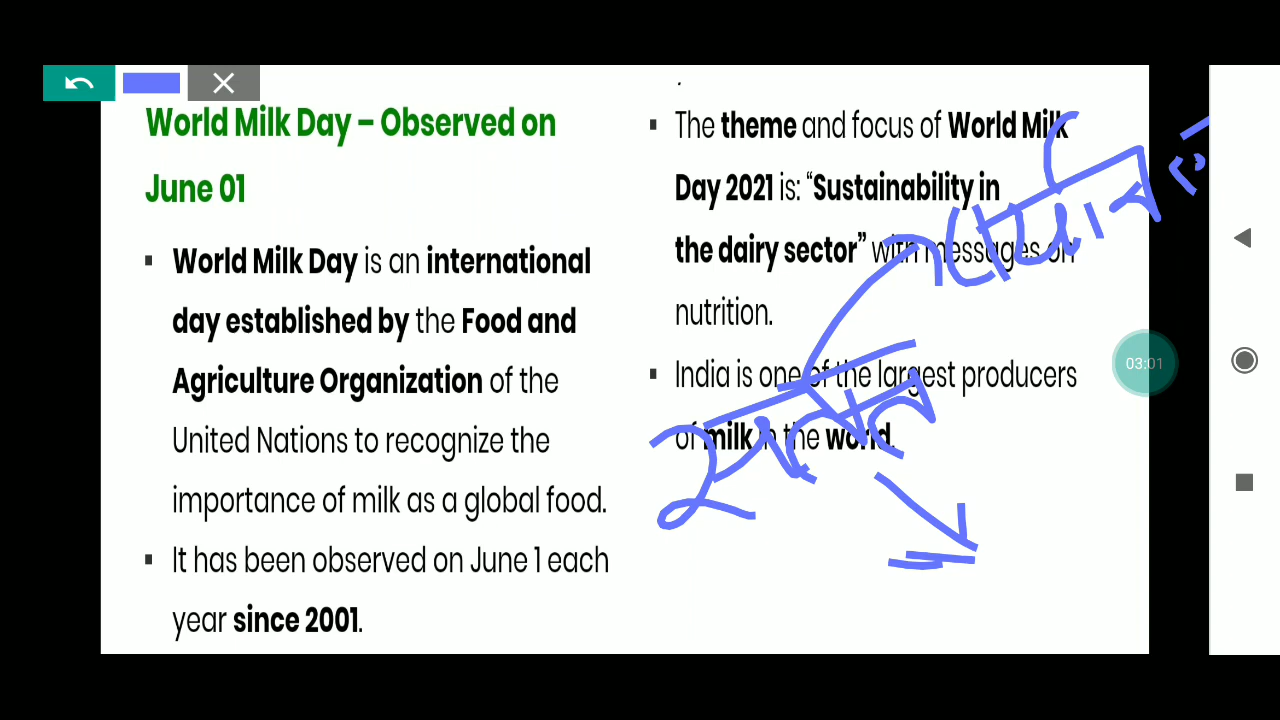 World Milk Day – Observed on
June 01
▪ World Milk Day is an international
day established by the Food and
Agriculture Organization of the
United Nations to recognize the
importance of milk as a global food.
▪ It has been observed on June 1 each
year since 2001.
▪ The theme and focus of World Milk
Day 2021 is: “Sustainability in
the dairy sector” with messages on
nutrition.
▪ India is one of the largest producers
of milk in the world.
03:01